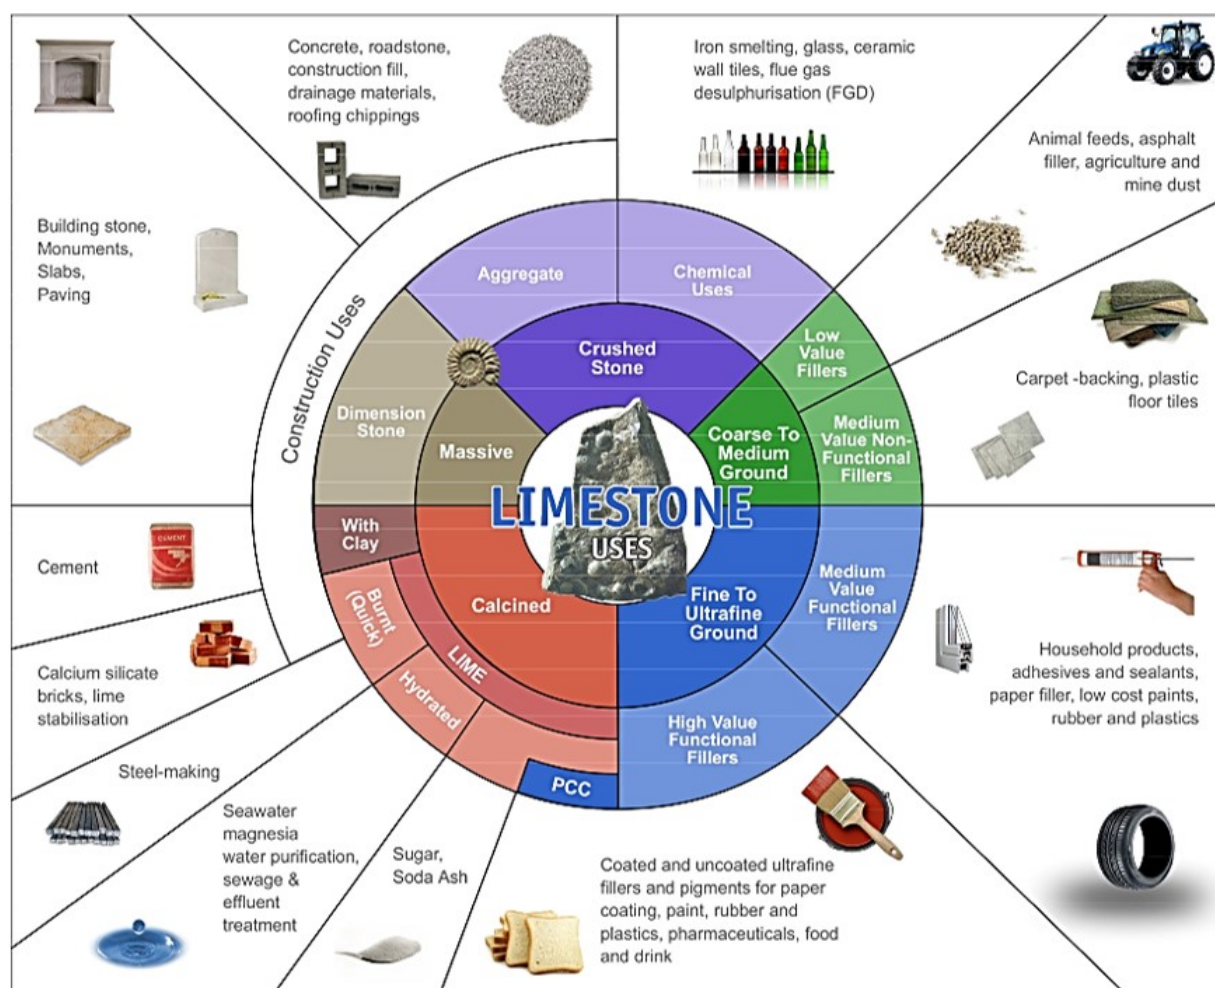 Concrete, roadstone,
construction fill,
drainage materials,
roofing chippings
Iron smelting, glass, ceramic
wall tiles, flue gas
desulphurisation (FGD)
Animal feeds, asphalt
filler, agriculture and
mine dust
Building stone,
Monuments,
Slabs,
Paving
Construction Uses
Aggregate
Chemical
Uses
Crushed
Stone
Low
Value
Fillers
Carpet -backing, plastic
floor tiles
Dimension
Stone
Massive
Coarse To
Medium
Ground
Medium
Value Non-
Functional
Fillers
LIMESTONE
USES
With
Clay
Cement
CEMENT
Calcined
Fine To
Ultrafine
Ground
Medium
Value
Functional
Fillers
Burnt
(Quick)
LIME
Hydrated
High Value
Functional
Fillers
PCC
Household products,
adhesives and sealants,
paper filler, low cost paints,
rubber and plastics
Calcium silicate
bricks, lime
stabilisation
Steel-making
Seawater
magnesia
water purification,
sewage &
effluent
treatment
Sugar,
Soda Ash
Coated and uncoated ultrafine
fillers and pigments for paper
coating, paint, rubber and
plastics, pharmaceuticals, food
and drink